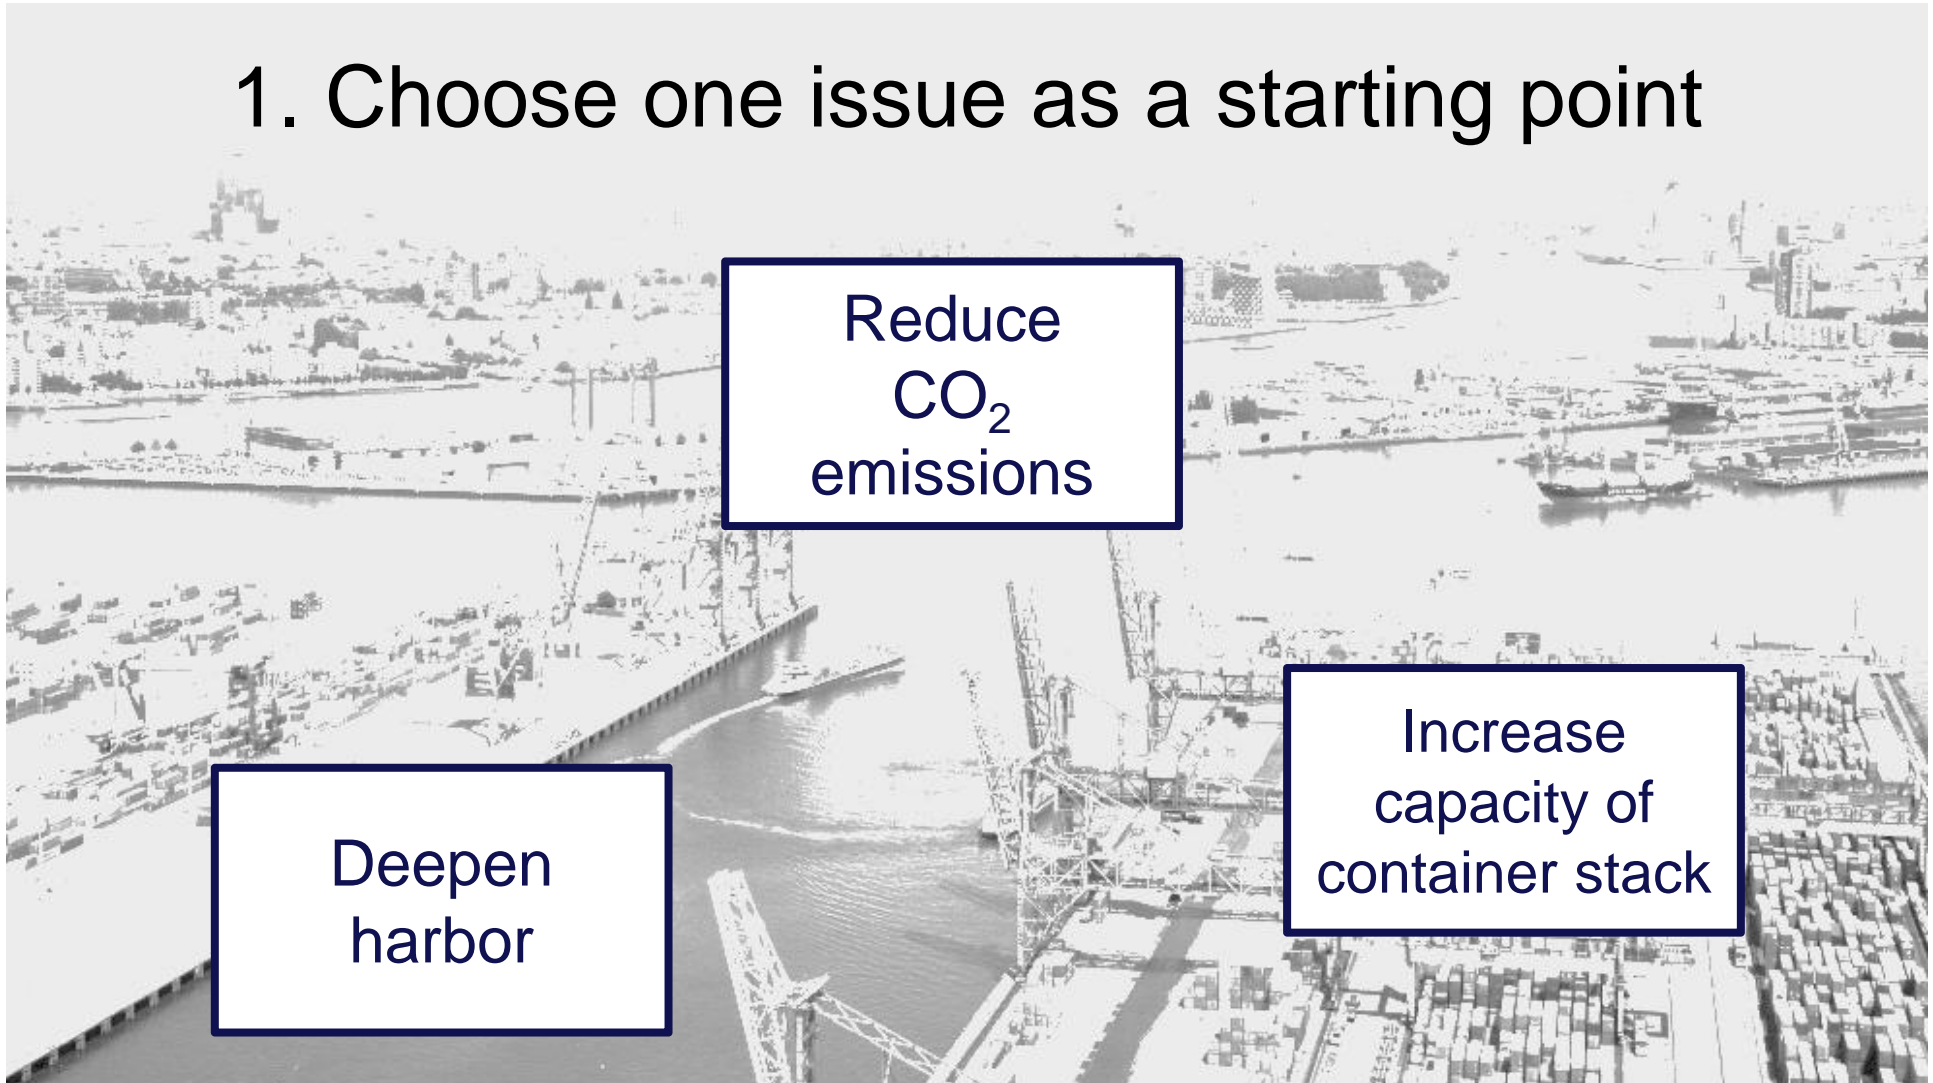 1. Choose one issue as a starting point
Reduce
CO₂
emissions
Increase
capacity of
container stack
Deepen
harbor